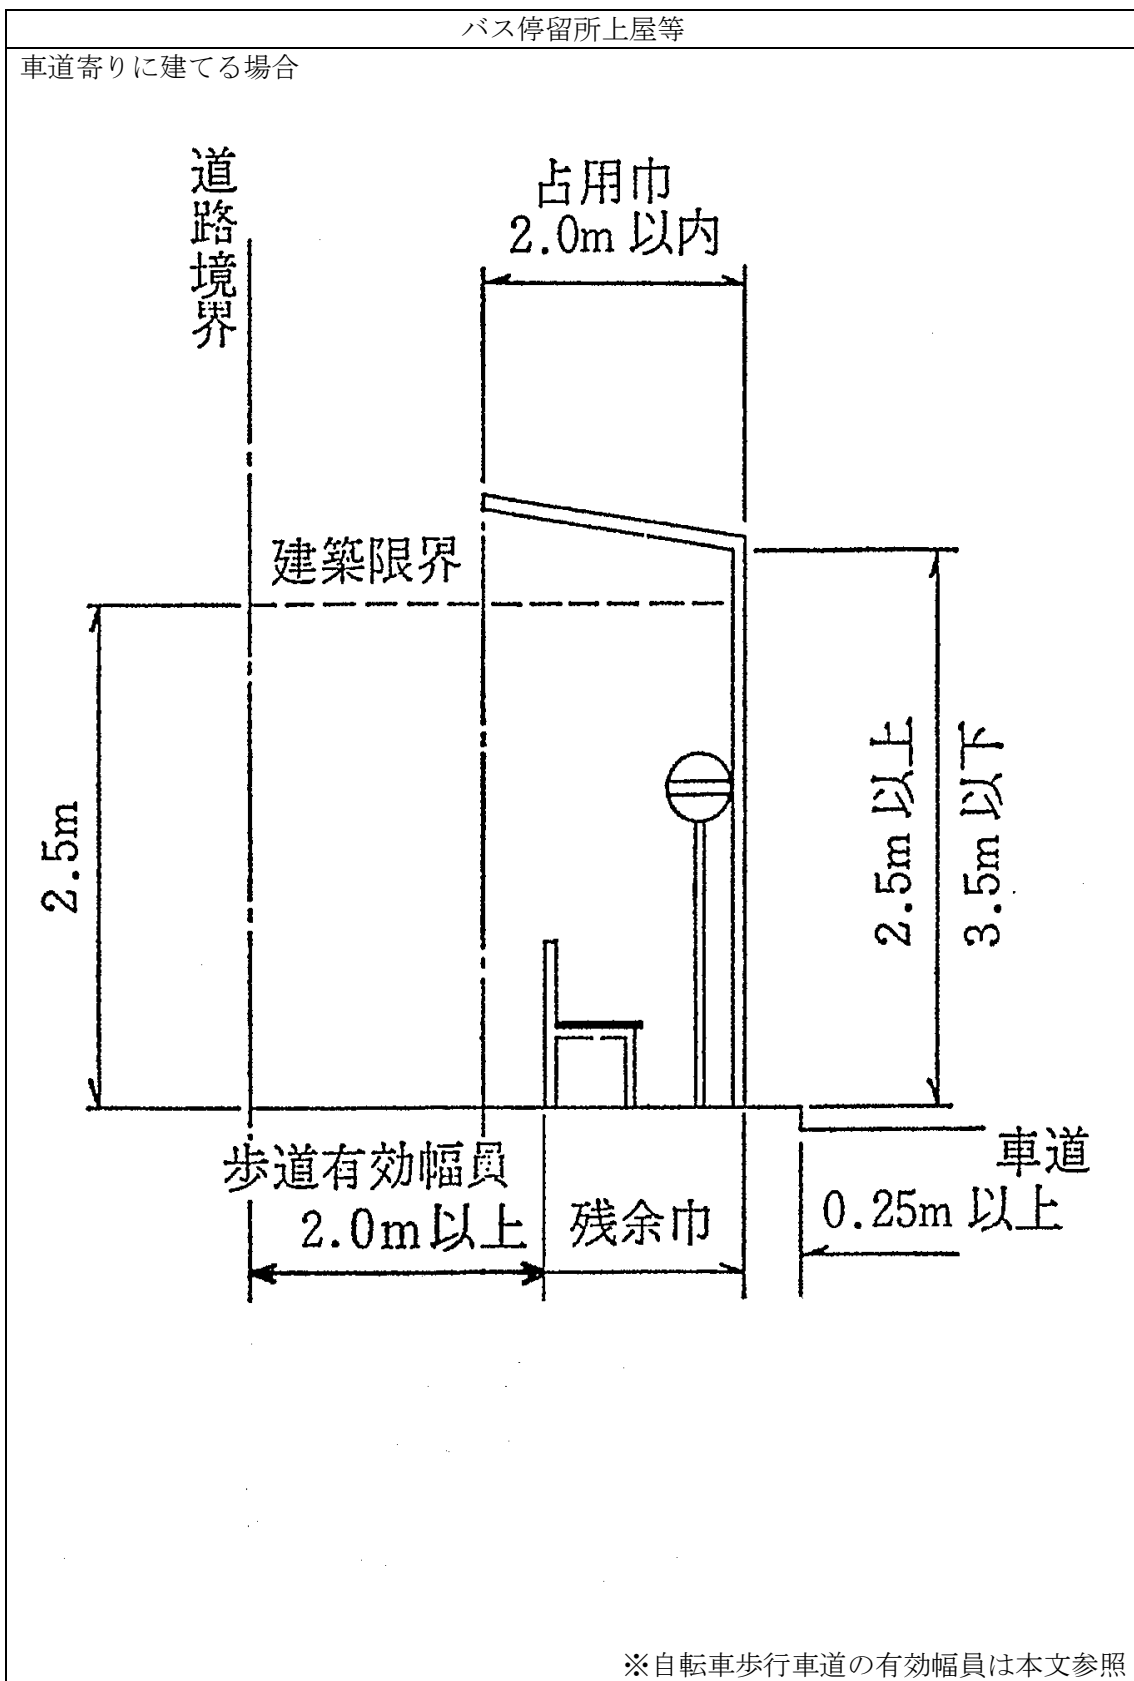 バス停留所上屋等
車道寄りに建てる場合
道路境界
占用巾
2.0m 以内
建築限界
2.5m
2.5m 以上
3.5m 以下
歩道有効幅員
2.0m以上
残余巾
車道
0.25m 以上
※自転車歩行車道の有効幅員は本文参照